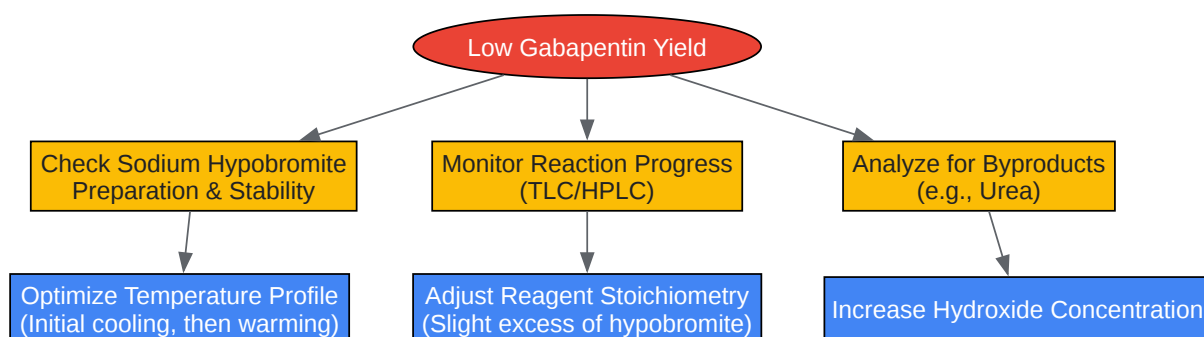 Low Gabapentin Yield
Check Sodium Hypobromite
Preparation & Stability
Monitor Reaction Progress
(TLC/HPLC)
Analyze for Byproducts
(e.g., Urea)
Optimize Temperature Profile
(Initial cooling, then warming)
Adjust Reagent Stoichiometry
(Slight excess of hypobromite)
Increase Hydroxide Concentration